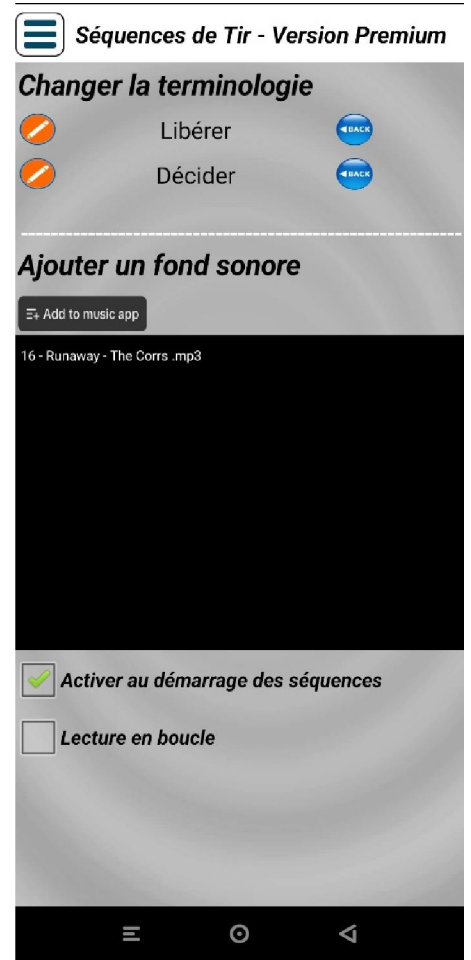 Séquences de Tir - Version Premium
Changer la terminologie
Libérer
BACK
Décider
BACK
Ajouter un fond sonore
Add to music app
16 - Runaway - The Corrs .mp3
Activer au démarrage des séquences
Lecture en boucle